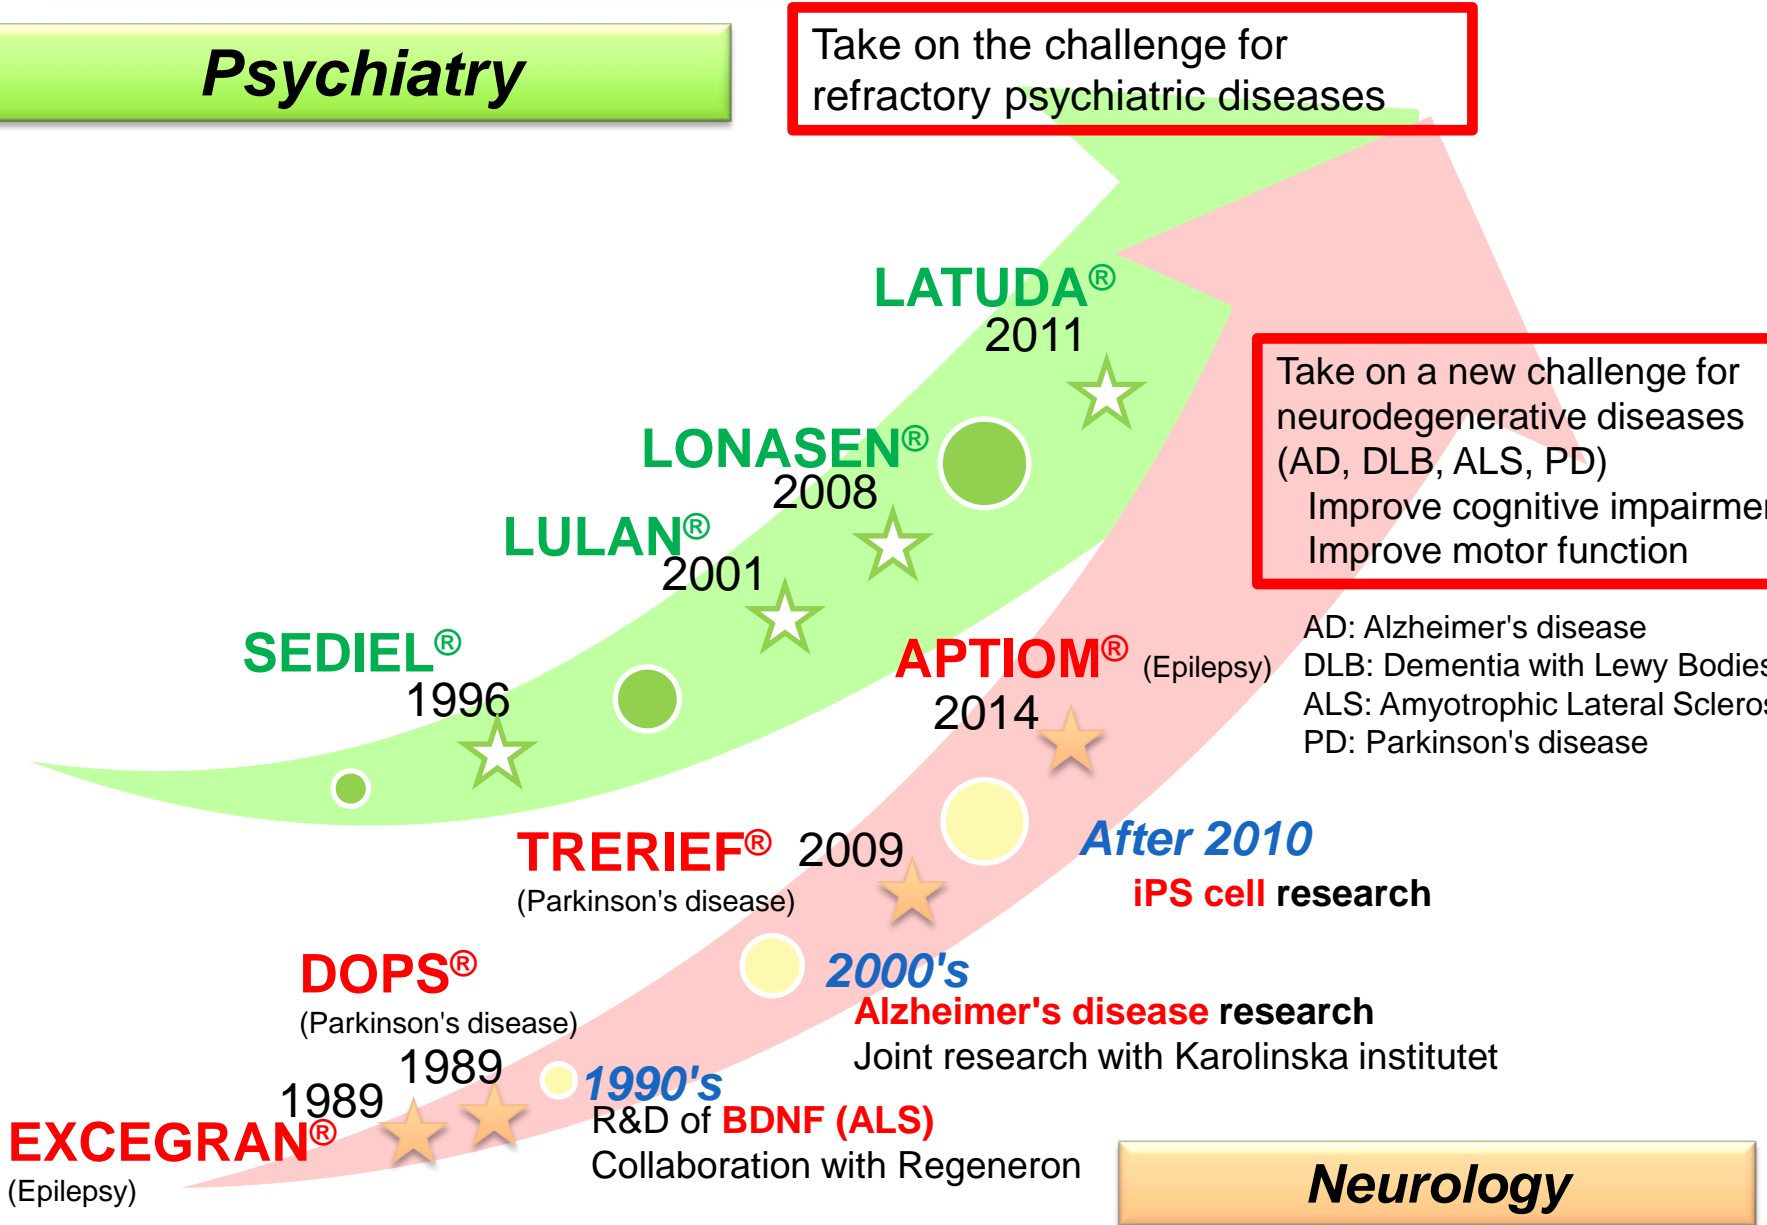 Psychiatry
Take on the challenge for
refractory psychiatric diseases
LATUDA®
2011
Take on a new challenge for
neurodegenerative diseases
(AD, DLB, ALS, PD)
Improve cognitive
Improve motor function
LONASEN®
2008
LULAN®
2001
SEDIEL®
1996
AD: Alzheimer's disease
DLB: Dementia with Lewy Bodies
ALS: Amyotrophic Lateral
PD: Parkinson's disease
APTIOM® (Epilepsy)
2014
TRERIEF® 2009
(Parkinson's disease)
After 2010
iPS cell research
DOPS®
(Parkinson's disease)
1989
2000's
Alzheimer's disease research
Joint research with Karolinska institutet
1989
EXCEGRAN®
(Epilepsy)
1990's
R&D of BDNF (ALS)
Collaboration with Regeneron
Neurology